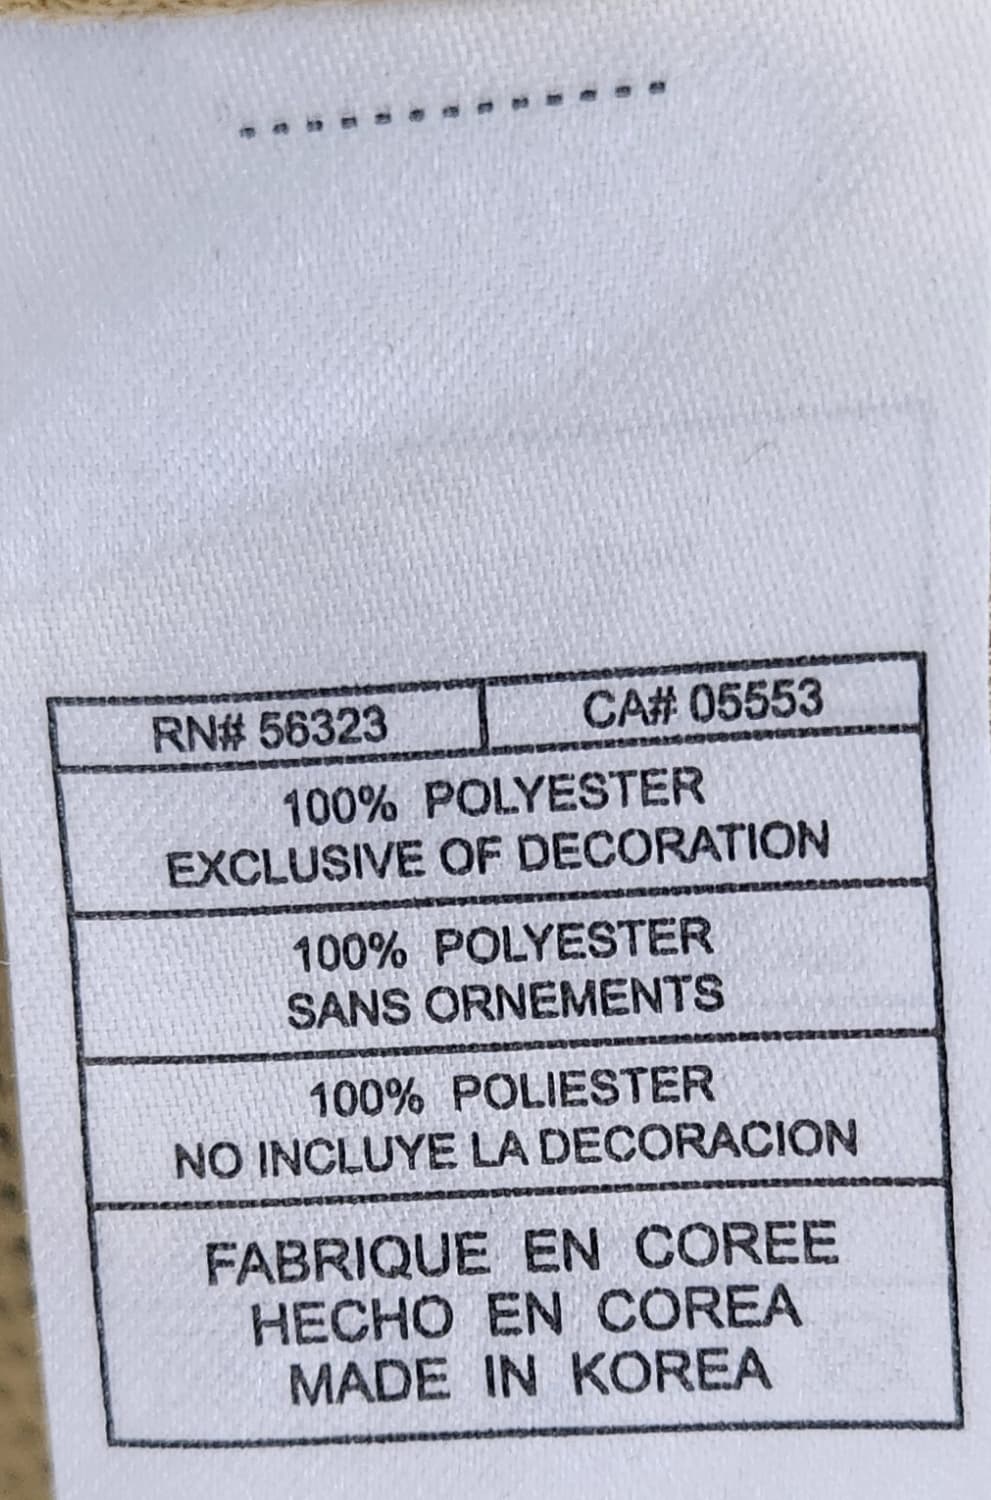 RN# 56323 CA# 05553
100% POLYESTER
EXCLUSIVE OF DECORATION
100% POLYESTER
SANS ORNEMENTS
100% POLIESTER
NO INCLUYE LA DECORACION
FABRIQUE EN COREE
HECHO EN COREA
MADE IN KOREA